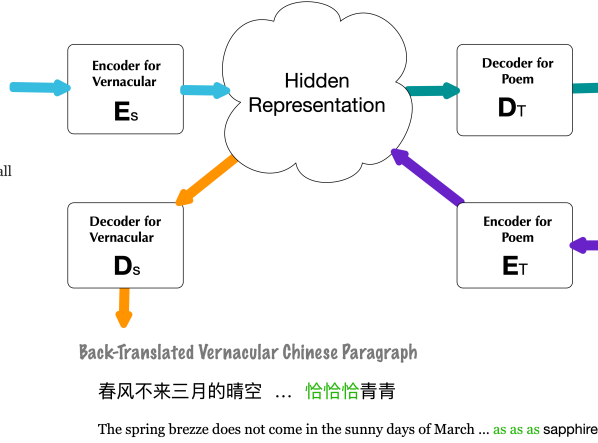 Encoder for
Vernacular
Es
Hidden
Representation
Decoder for
Poem
DT
all
Decoder for
Vernacular
Ds
Encoder for
Poem
ET
Back-Translated Vernacular Chinese Paragraph
春风不来三月的晴空 ... 恰恰恰青青
The spring brezze does not come in the sunny days of March ... as as as sapphire